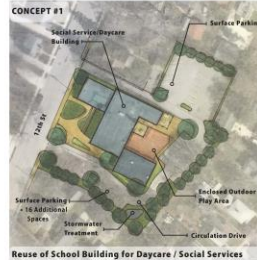 CONCEPT #1
Surface Parkin
Social Service/Daycare
Building
12th St
Enclosed Outdoor
Play Area
Surface Parking
+ 16 Additional
Spaces
Stormwater
Treatment
Circulation Drive
Reuse of School Building for Daycare / Social Services